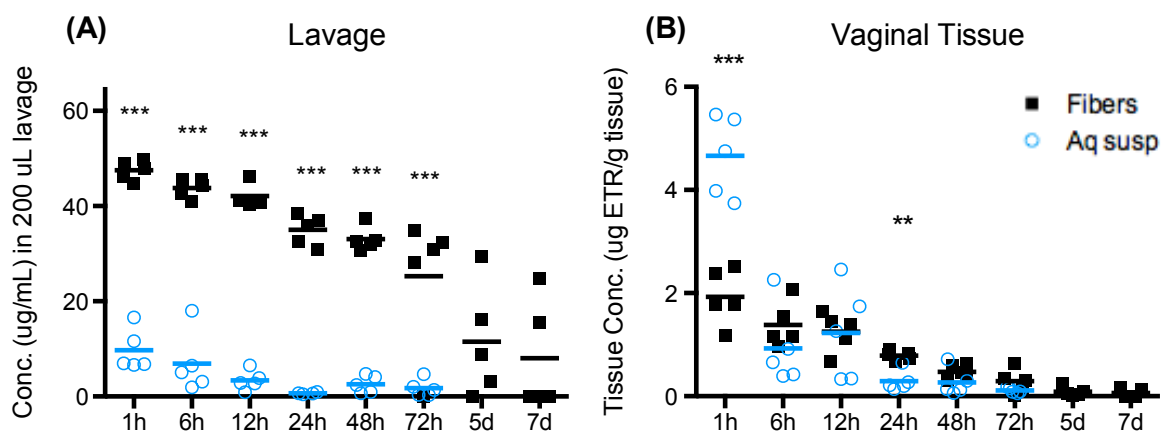 (A) Lavage
Conc. (ug/mL) in 200 uL lavage
60
40
20
0
***
***
***
***
***
***
1h 6h 12h 24h 48h 72h 5d 7d
(B) Vaginal Tissue
Tissue Conc. (ug ETR/g tissue)
6
4
2
0
***
**
Fibers
Aq susp
1h 6h 12h 24h 48h 72h 5d 7d